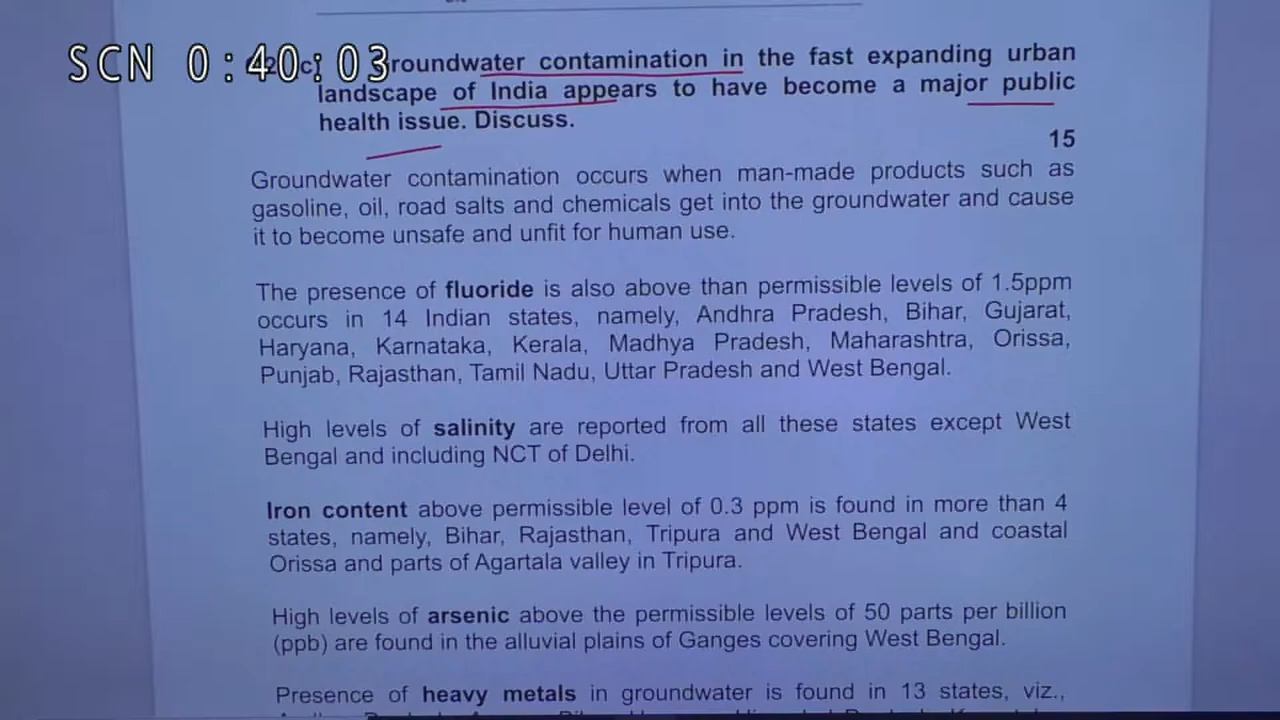 SCN 0:40:03
roundwater contamination in the fast expanding urban
landscape of India appears to have become a major public
health issue. Discuss.
15
Groundwater contamination occurs when man-made products such as
gasoline, oil, road salts and chemicals get into the groundwater and cause
it to become unsafe and unfit for human use.
The presence of fluoride is also above than permissible levels of 1.5ppm
occurs in 14 Indian states, namely, Andhra Pradesh, Bihar, Gujarat,
Haryana, Karnataka, Kerala, Madhya Pradesh, Maharashtra, Orissa,
Punjab, Rajasthan, Tamil Nadu, Uttar Pradesh and West Bengal.
High levels of salinity are reported from all these states except West
Bengal and including NCT of Delhi.
Iron content above permissible level of 0.3 ppm is found in more than 4
states, namely, Bihar, Rajasthan, Tripura and West Bengal and coastal
Orissa and parts of Agartala valley in Tripura.
High levels of arsenic above the permissible levels of 50 parts per billion
(ppb) are found in the alluvial plains of Ganges covering West Bengal.
Presence of heavy metals in groundwater is found in 13 states, viz.,